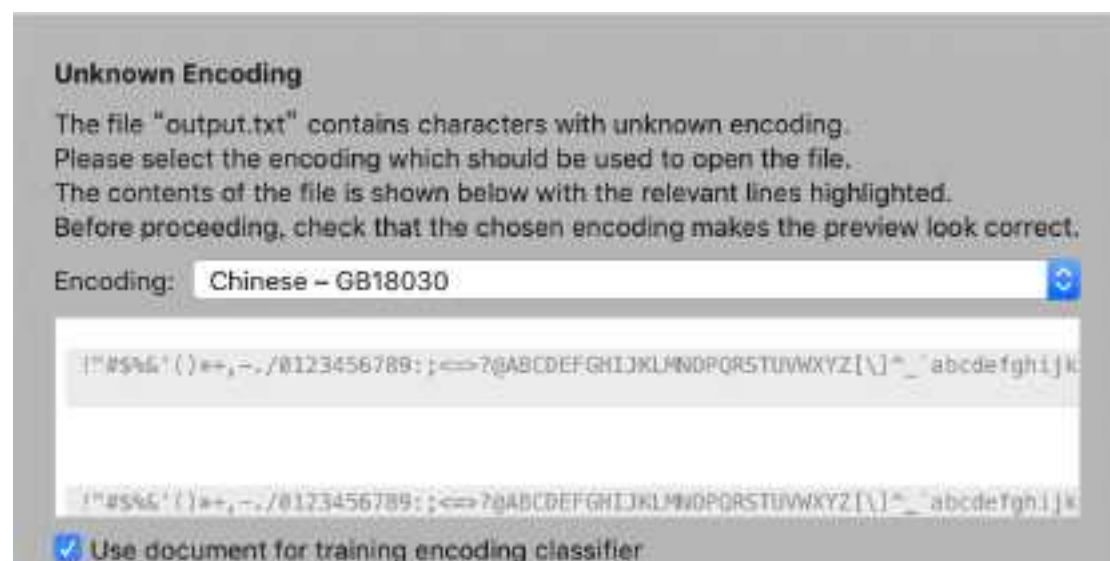 Unknown Encoding
The file “output.txt” contains characters with unknown encoding.
Please select the encoding which should be used to open the file.
The contents of the file is shown below with the relevant lines highlighted.
Before proceeding, check that the chosen encoding makes the preview look correct.
Encoding: Chinese – GB18030
!"#$%&'()*+,-./0123456789:;<=>?@ABCDEFGHIJKLMNOPQRSTUVWXYZ[\]^_`abcdefghijk
!"#$%&'()*+,-./0123456789:;<=>?@ABCDEFGHIJKLMNOPQRSTUVWXYZ[\]^_`abcdefghijk
Use document for training encoding classifier